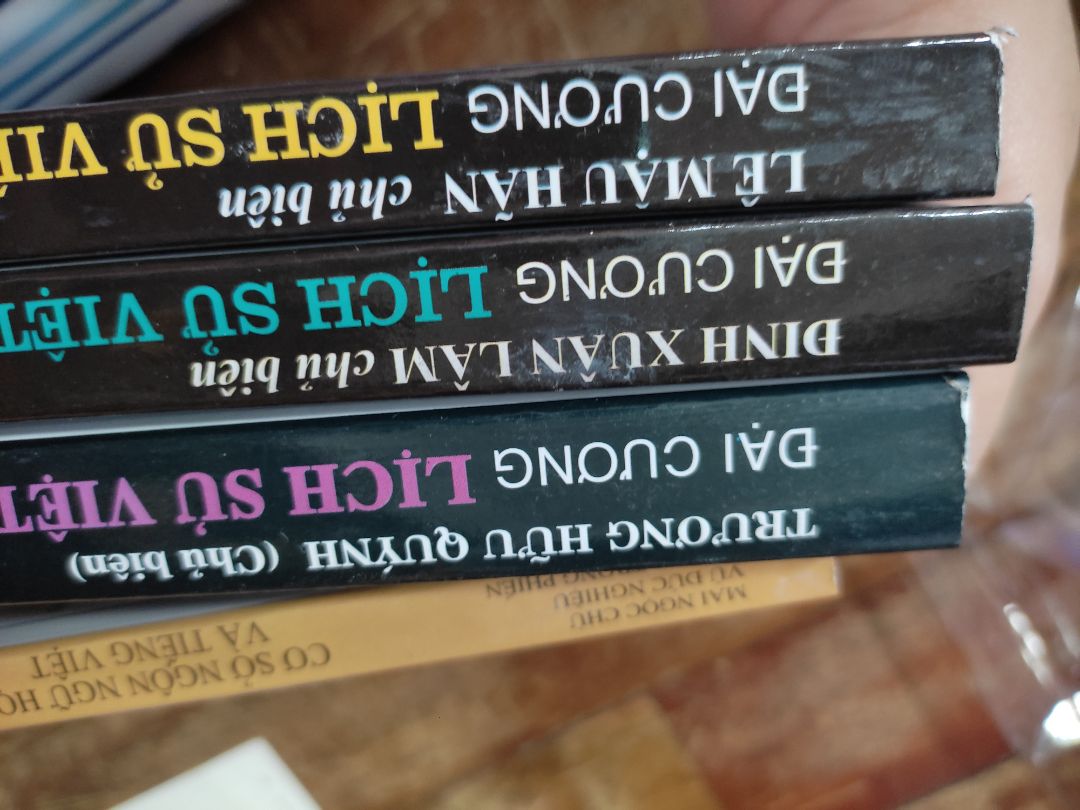 MAI NGỌC CHỪ
VŨ ĐỨC NGHIỆU
PHIẾN
CƠ SỞ NGÔN NGỮ HỌ
VÀ TIẾNG VIỆT
TRƯƠNG HỮU QUÝNH (Chủ biên)
ĐẠI CƯƠNG LỊCH SỬ VIỆT
ĐINH XUÂN LÂM chủ biên
ĐẠI CƯƠNG LỊCH SỬ VIỆT
LÊ MẬU HÃN chủ biên
ĐẠI CƯƠNG LỊCH SỬ VIỆ